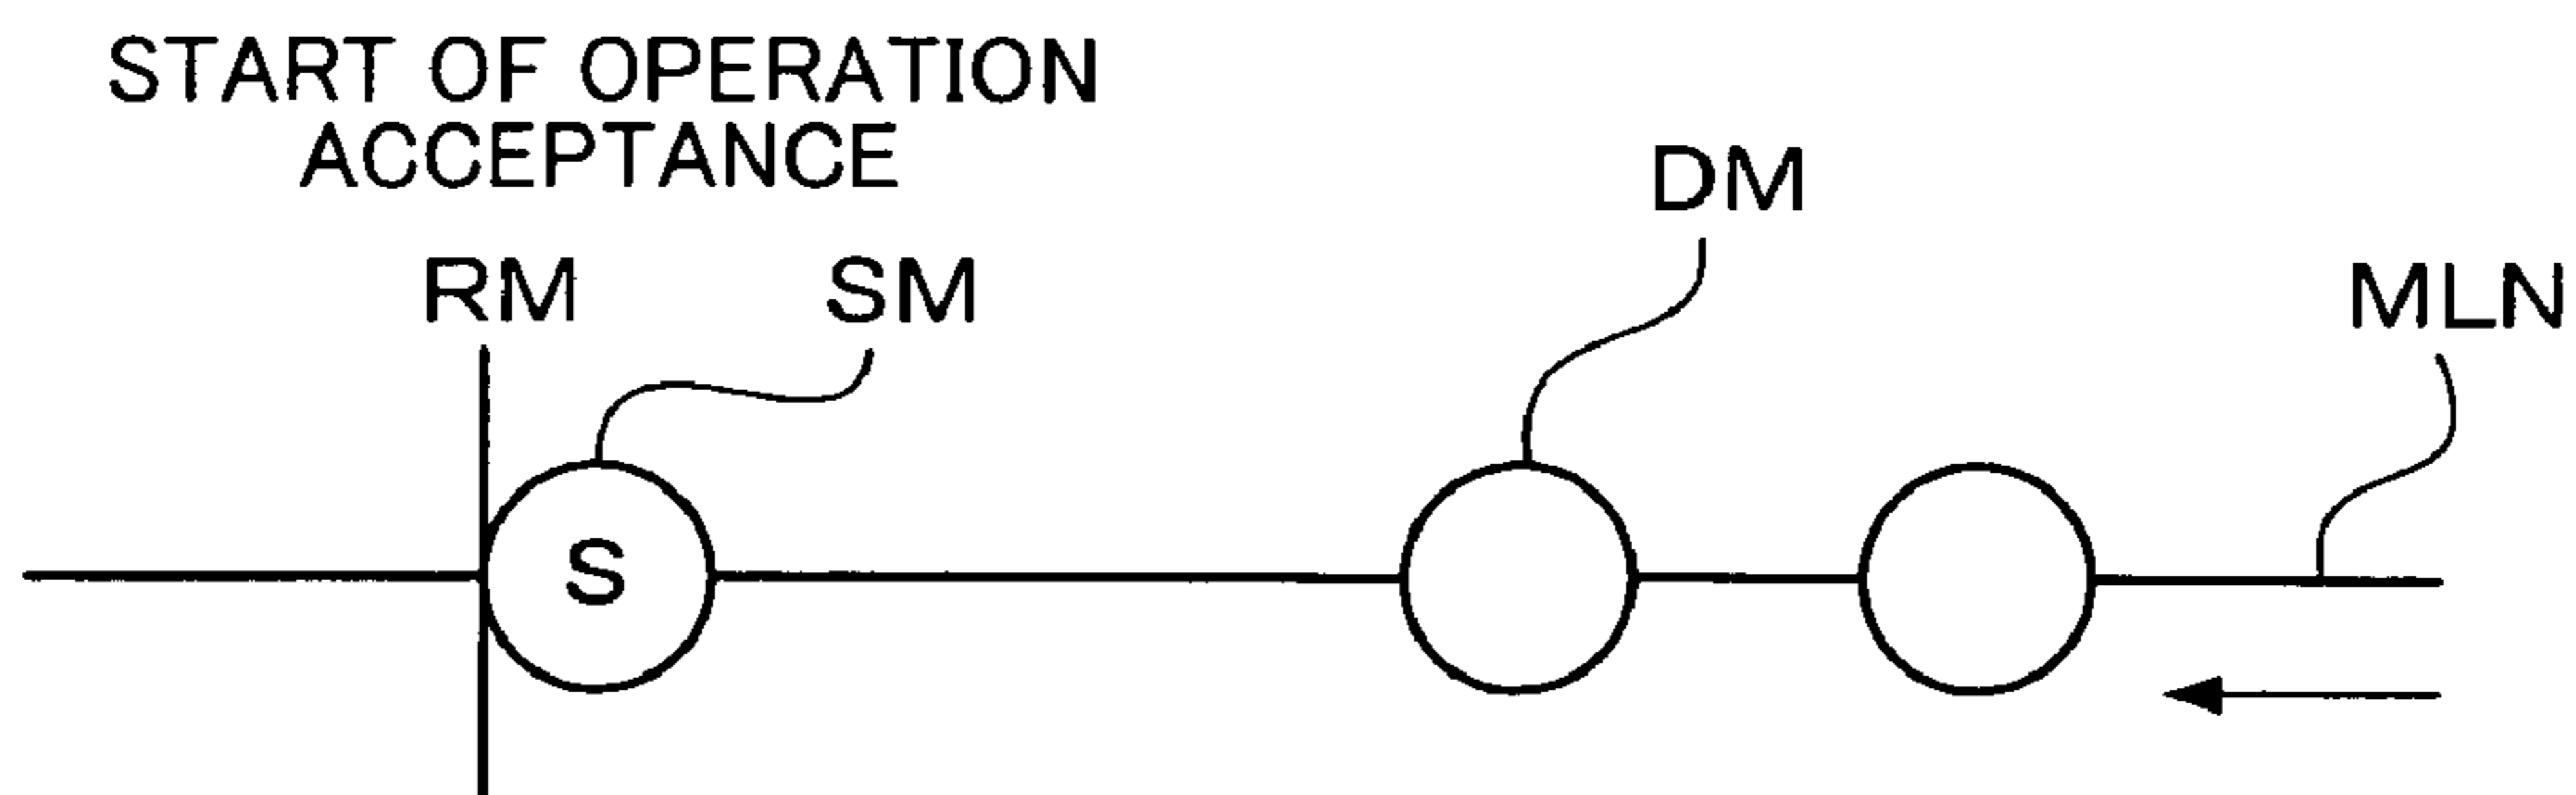 START OF OPERATION
ACCEPTANCE
DM
RM SM MLN
S